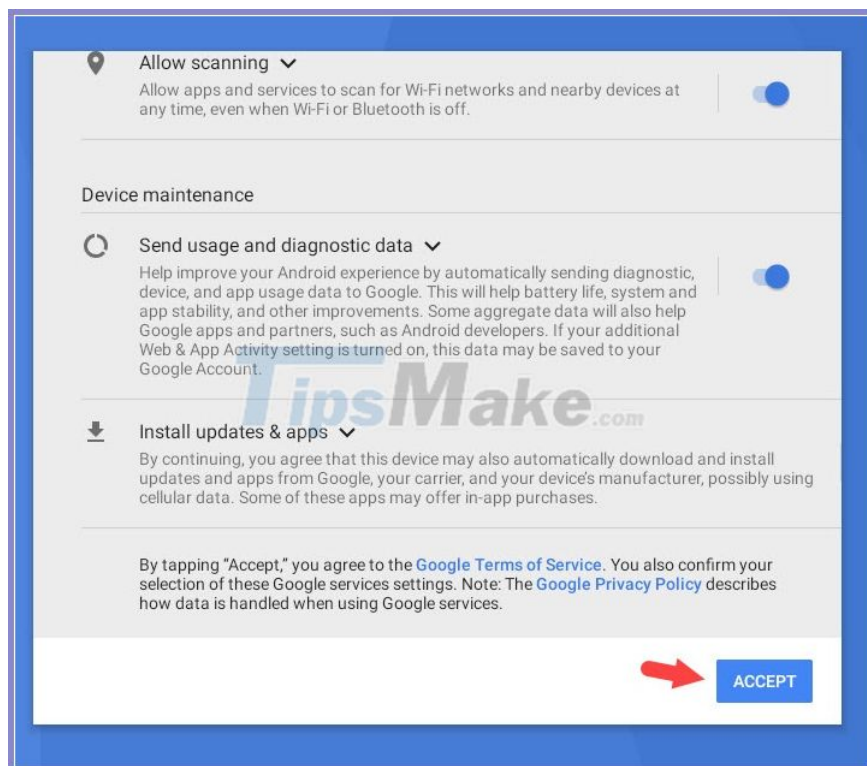 Allow scanning
Allow apps and services to scan for Wi-Fi networks and nearby devices at
any time, even when Wi-Fi or Bluetooth is off.
Device maintenance
Send usage and diagnostic data
Help improve your Android experience by automatically sending diagnostic,
device, and app usage data to Google. This will help battery life, system and
app stability, and other improvements. Some aggregate data will also help
Google apps and partners, such as Android developers. If your additional
Web & App Activity setting is turned on, this data may be saved to your
Google Account.
TipsMake.com
Install updates & apps
By continuing, you agree that this device may also automatically download and install
updates and apps from Google, your carrier, and your device's manufacturer, possibly using
cellular data. Some of these apps may offer in-app purchases.
By tapping "Accept," you agree to the Google Terms of Service. You also confirm your
selection of these Google services settings. Note: The Google Privacy Policy describes
how data is handled when using Google services.
ACCEPT